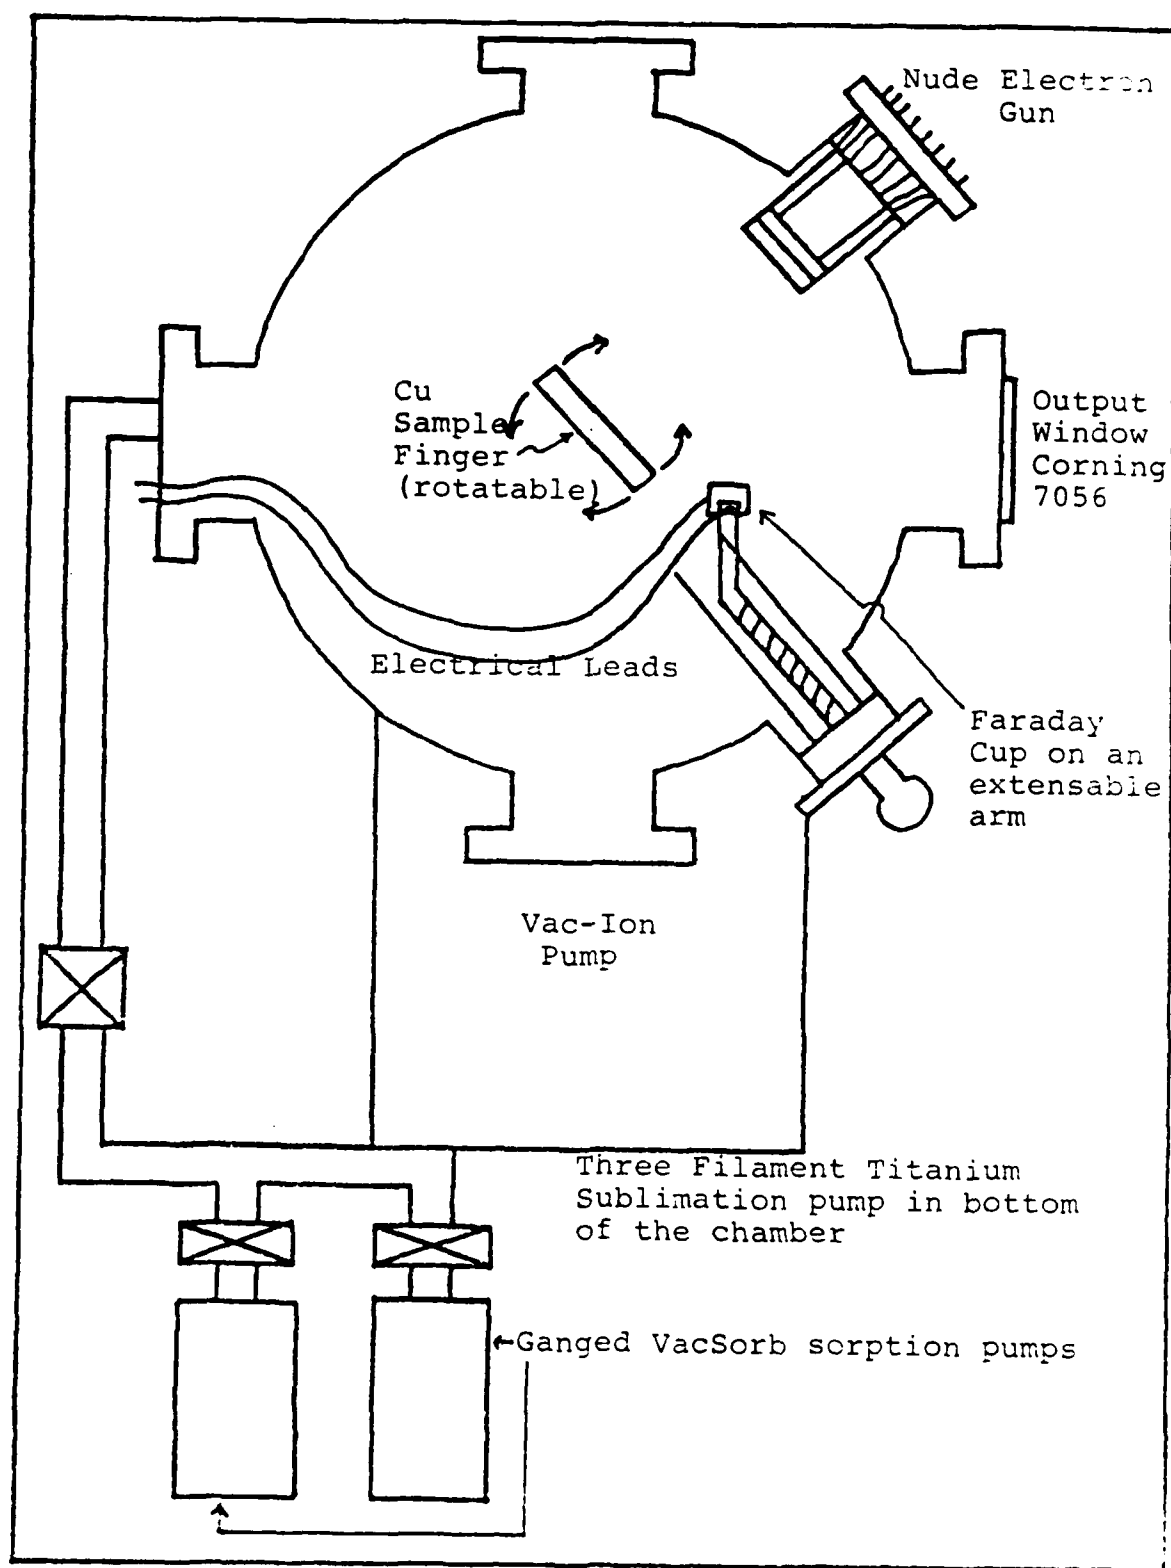 Nude Electron
Gun
Cu
Sample
Finger
(rotatable)
Output
Window
Corning
7056
Electrical Leads
Faraday
Cup on an
extensable
arm
Vac-Ion
Pump
Three Filament Titanium
Sublimation pump in bottom
of the chamber
Ganged VacSorb sorption pumps